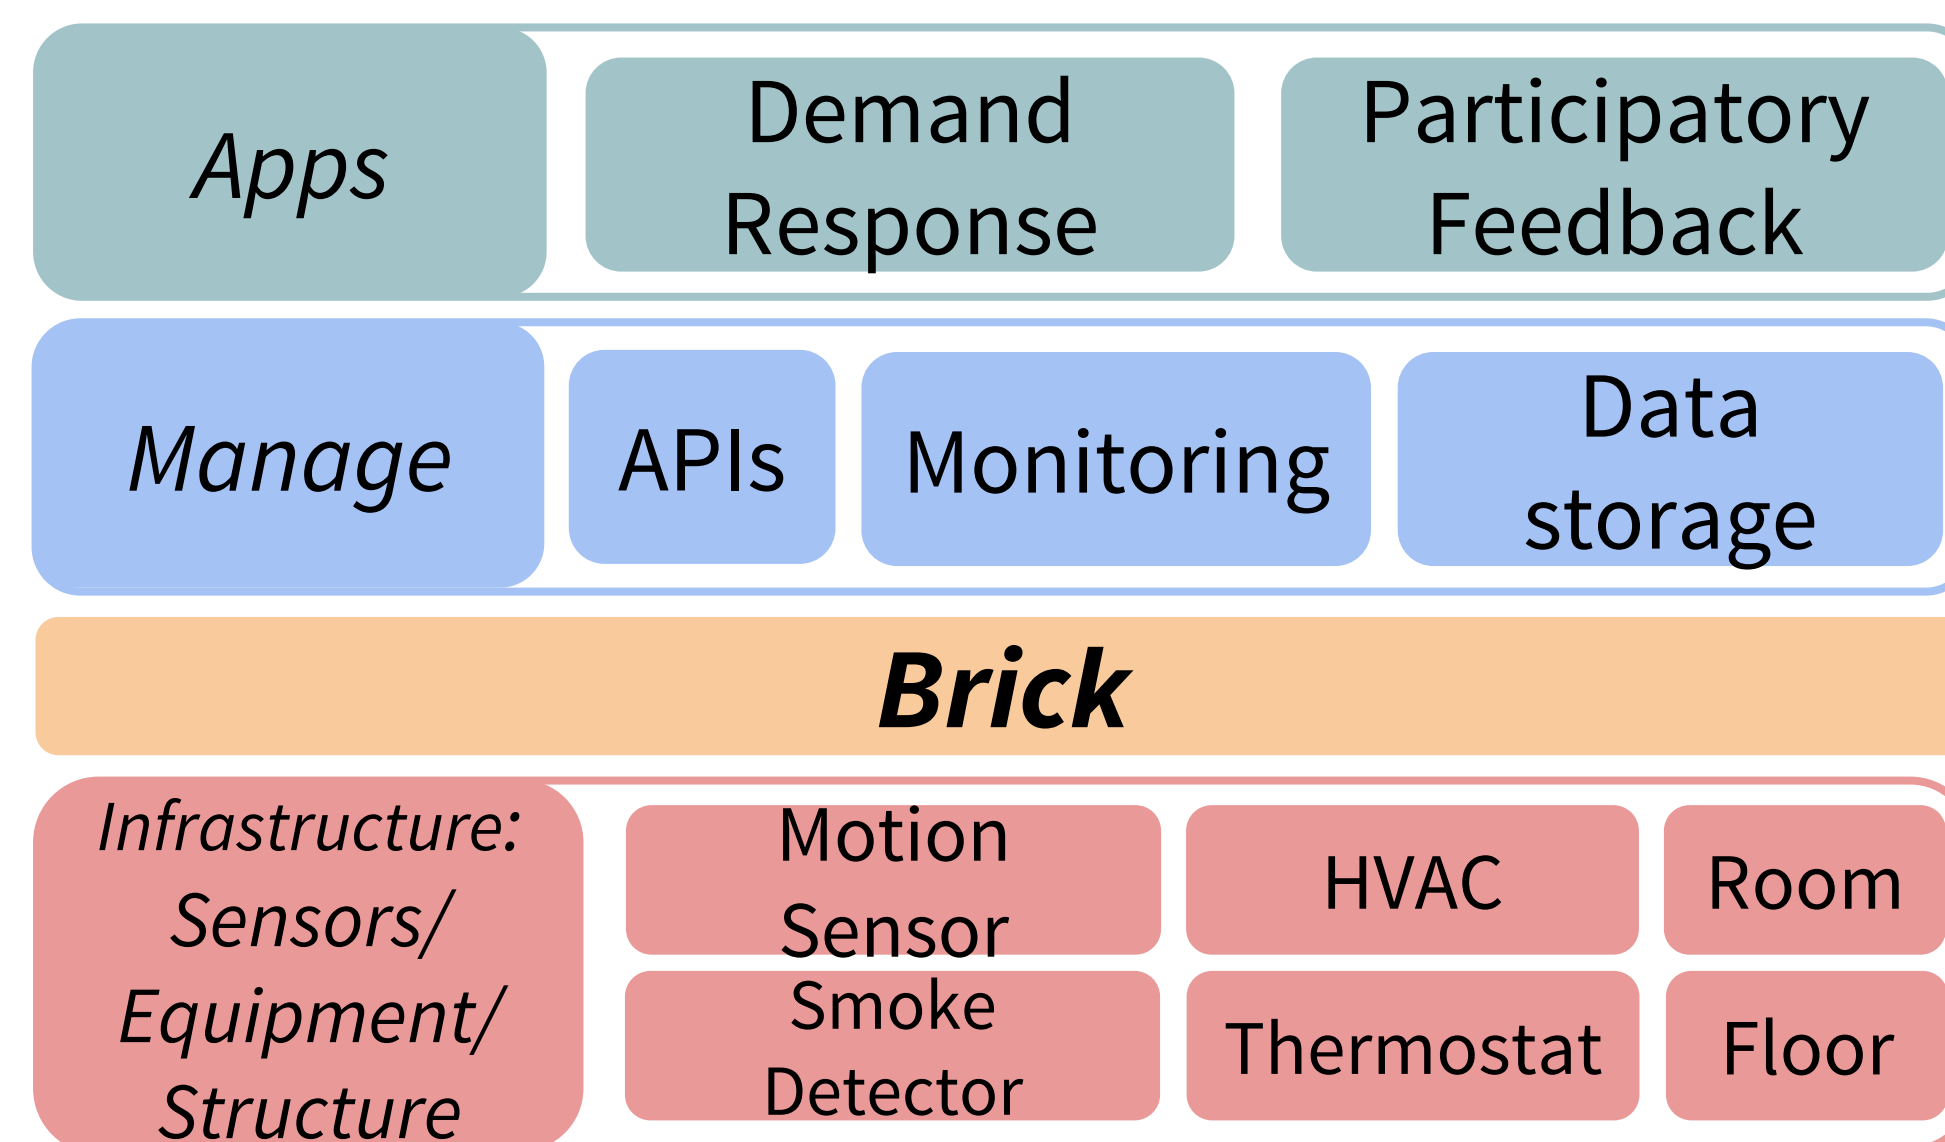 Apps
Demand
Response
Participatory
Feedback
Manage
APIs
Monitoring
Data
storage
Brick
Infrastructure:
Sensors/
Equipment/
Structure
Motion
Sensor
HVAC
Room
Smoke
Detector
Thermostat
Floor